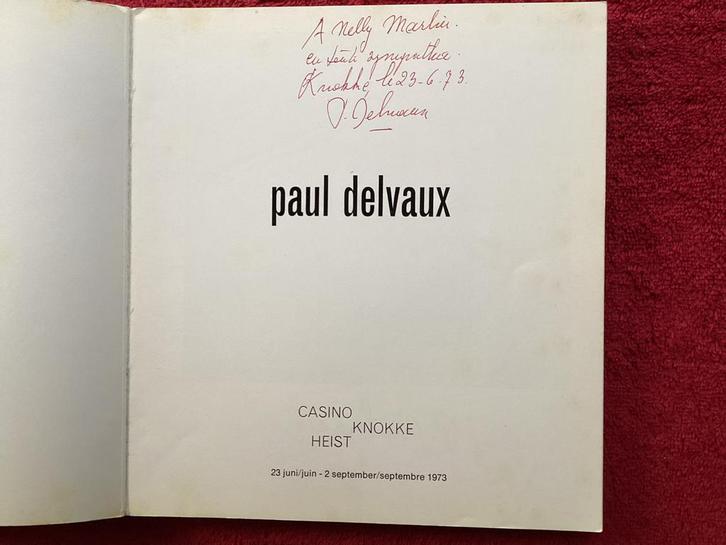 A Nelly Marlier.
en toute sympathie.
Knokke, le 23-6.73.
P. Delvaux
paul delvaux
CASINO
KNOKKE
HEIST
23 juni/juin - 2 september/septembre 1973